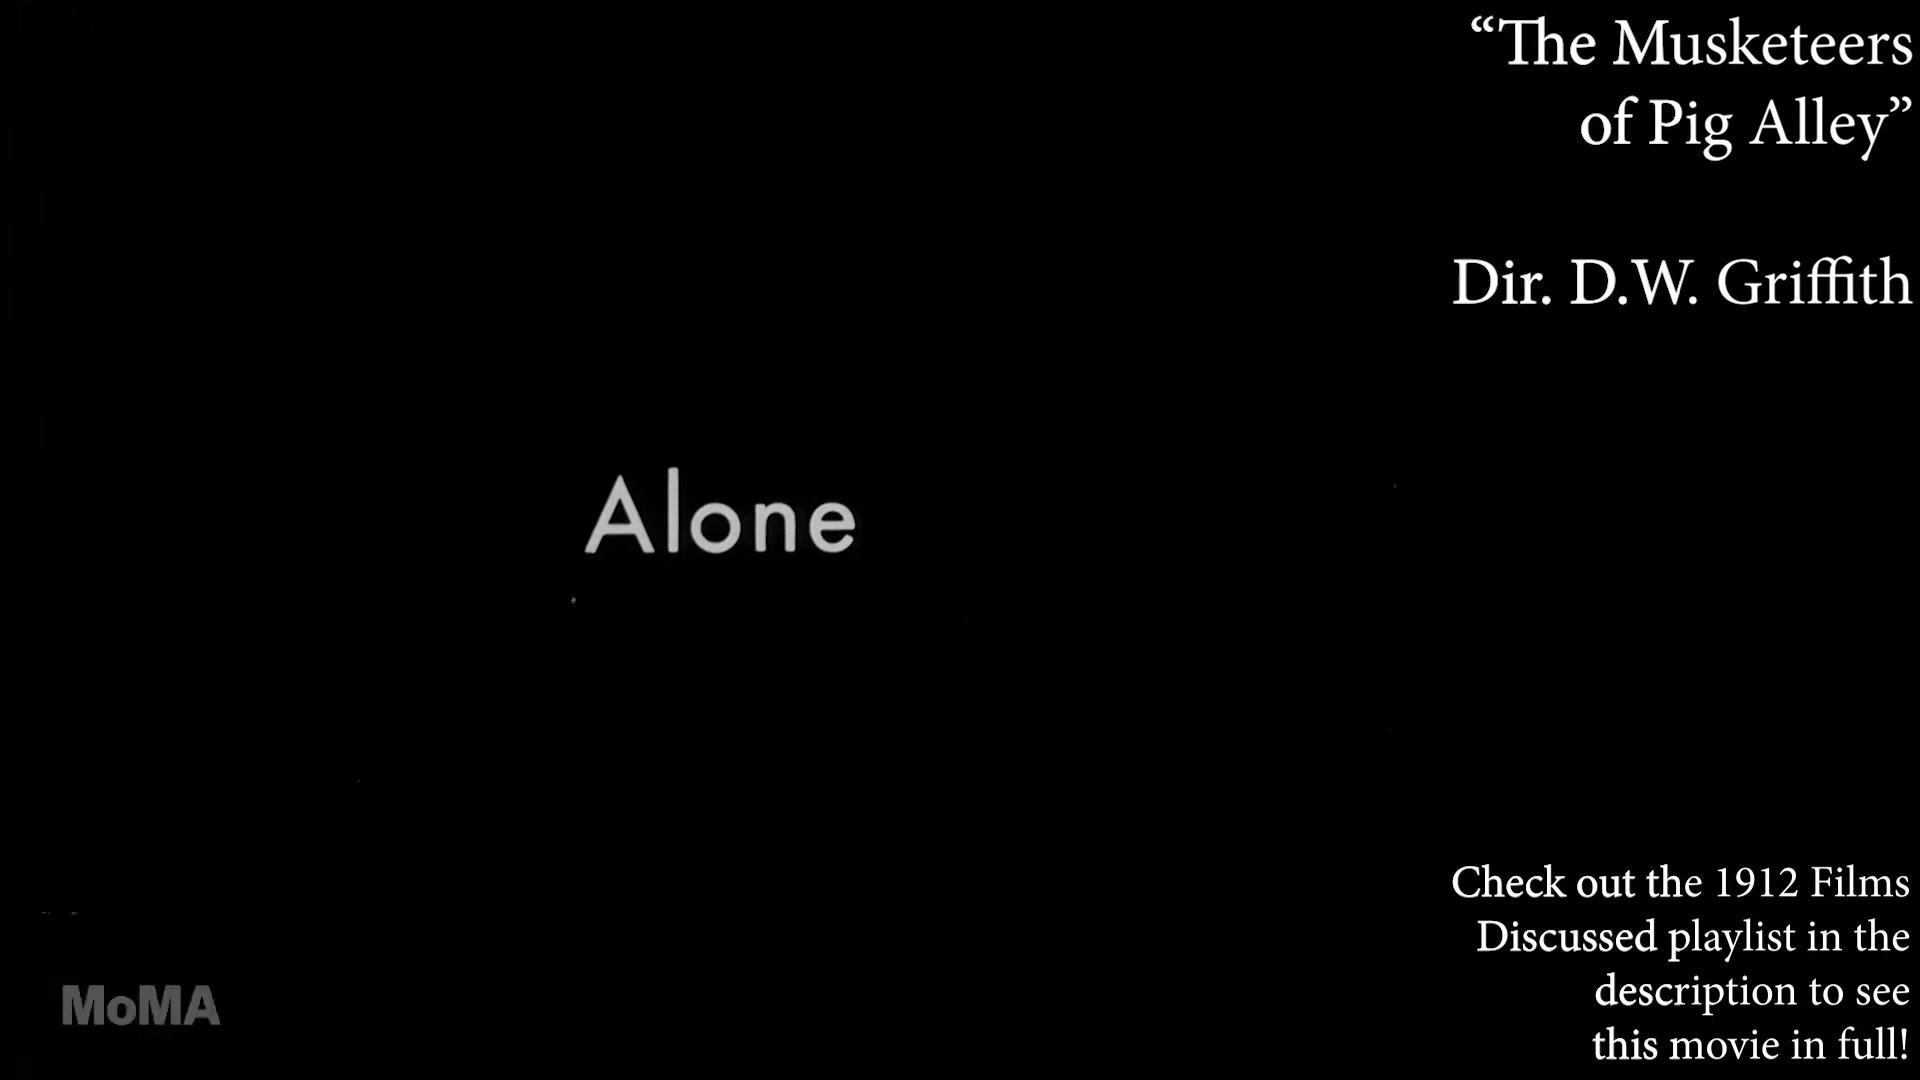 “The Musketeers
of Pig Alley”
Dir. D.W. Griffith
Alone
Check out the 1912 Films
Discussed playlist in the
description to see
this movie in full!
MoMA